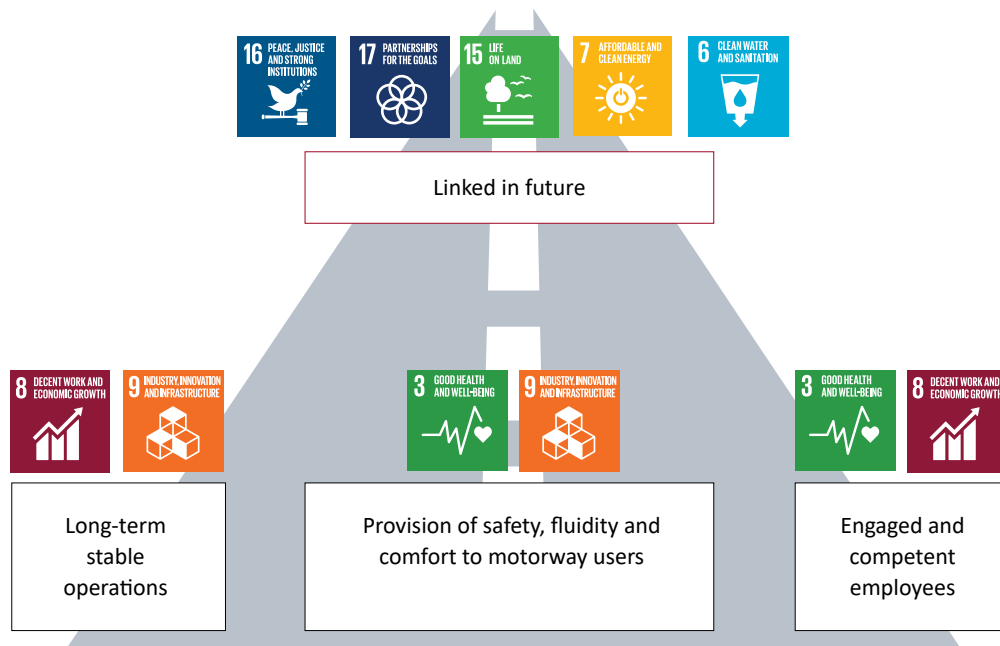 16 PEACE, JUSTICE
AND STRONG
INSTITUTIONS
17 PARTNERSHIPS
FOR THE GOALS
15 LIFE
ON LAND
7 AFFORDABLE AND
CLEAN ENERGY
6 CLEAN WATER
AND SANITATION
Linked in future
8 DECENT WORK AND
ECONOMIC GROWTH
9 INDUSTRY, INNOVATION
AND INFRASTRUCTURE
3 GOOD HEALTH
AND WELL-BEING
9 INDUSTRY, INNOVATION
AND INFRASTRUCTURE
3 GOOD HEALTH
AND WELL-BEING
8 DECENT WORK AND
ECONOMIC GROWTH
Long-term
stable
operations
Provision of safety, fluidity and
comfort to motorway users
Engaged and
competent
employees